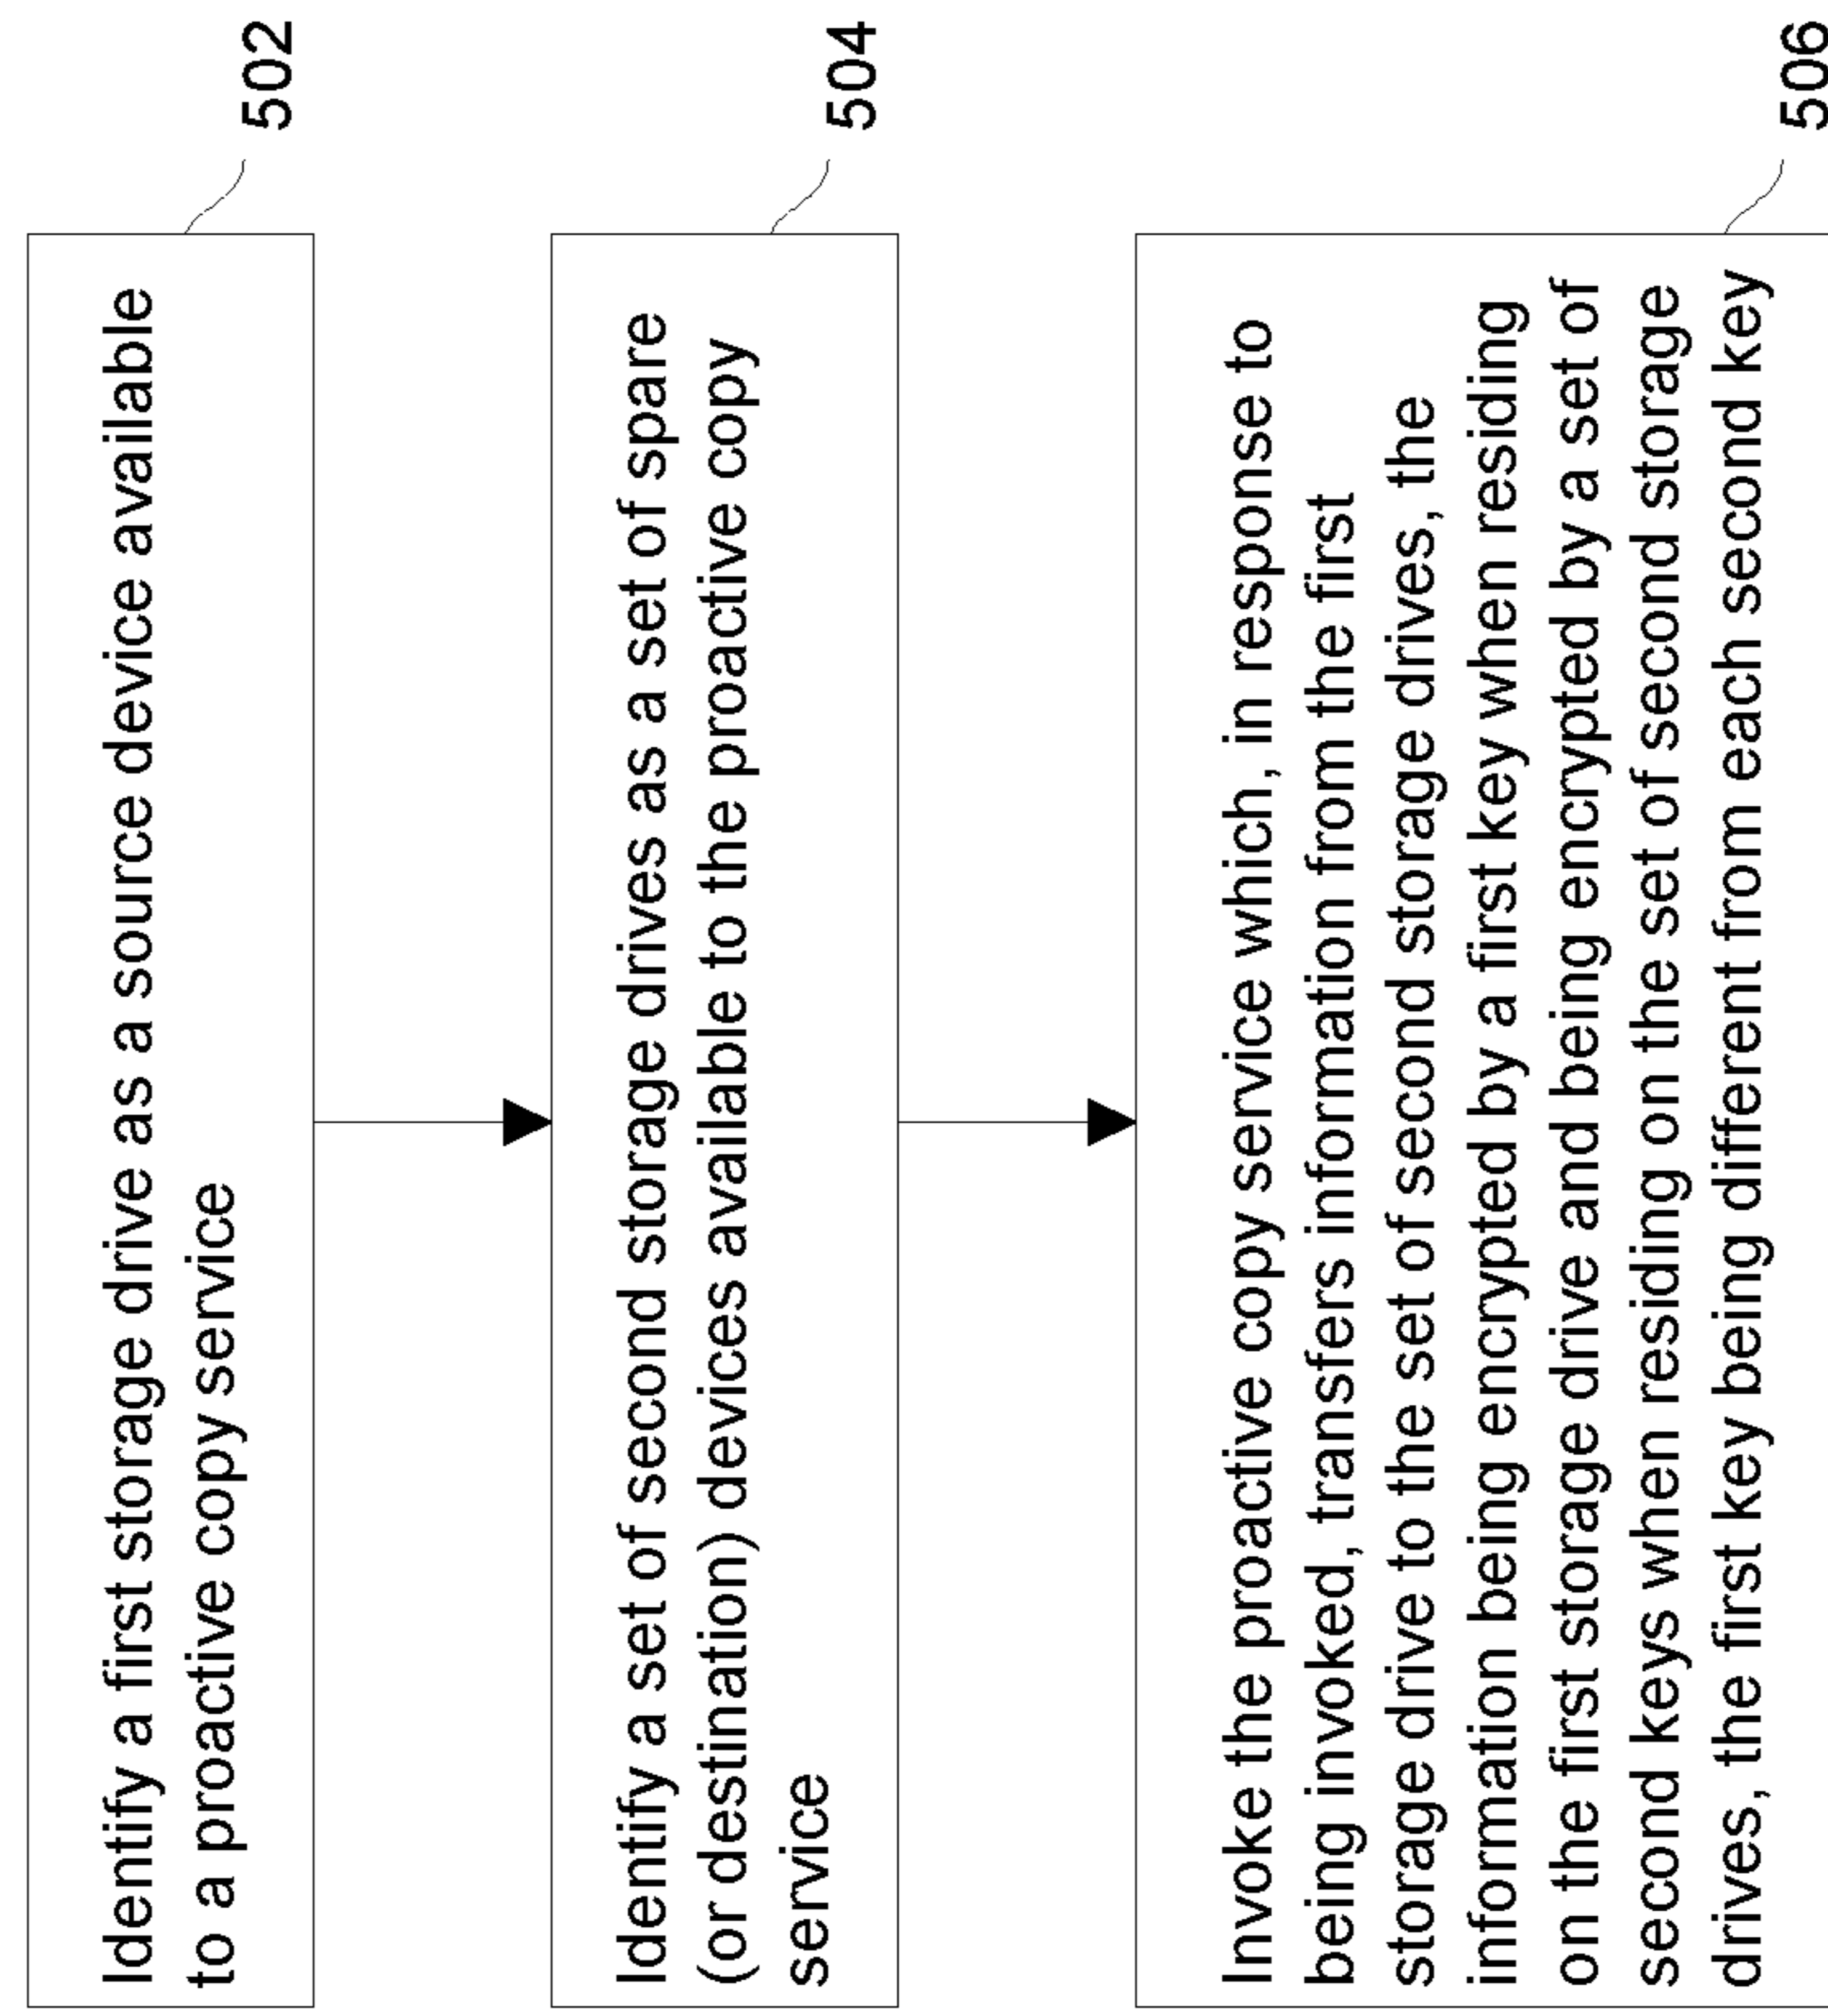 Identify a first storage drive as a source device available
to a proactive copy service
502
Identify a set of second storage drives as a set of spare
(or destination) devices available to the proactive copy
service
504
Invoke the proactive copy service which, in response to
being invoked, transfers information from the first
storage drive to the set of second storage drives, the
information being encrypted by a first key when residing
on the first storage drive and being encrypted by a set of
second keys when residing on the set of second storage
drives, the first key being different from each second key
506